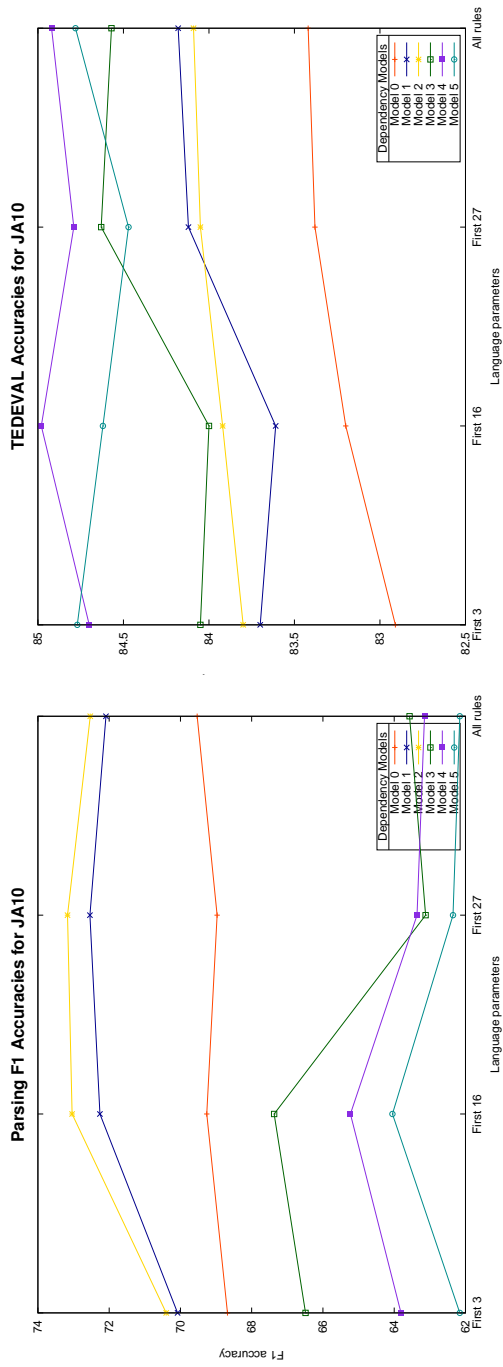 Parsing F1 Accuracies for JA10
F1 accuracy
74
72
70
68
66
64
62
First 3
First 16
First 27
All rules
Language parameters
Dependency Models
Model 0
Model 1
Model 2
Model 3
Model 4
Model 5
TEDEVAL Accuracies for JA10
85
84.5
84
83.5
83
82.5
First 3
First 16
First 27
All rules
Language parameters
Dependency Models
Model 0
Model 1
Model 2
Model 3
Model 4
Model 5